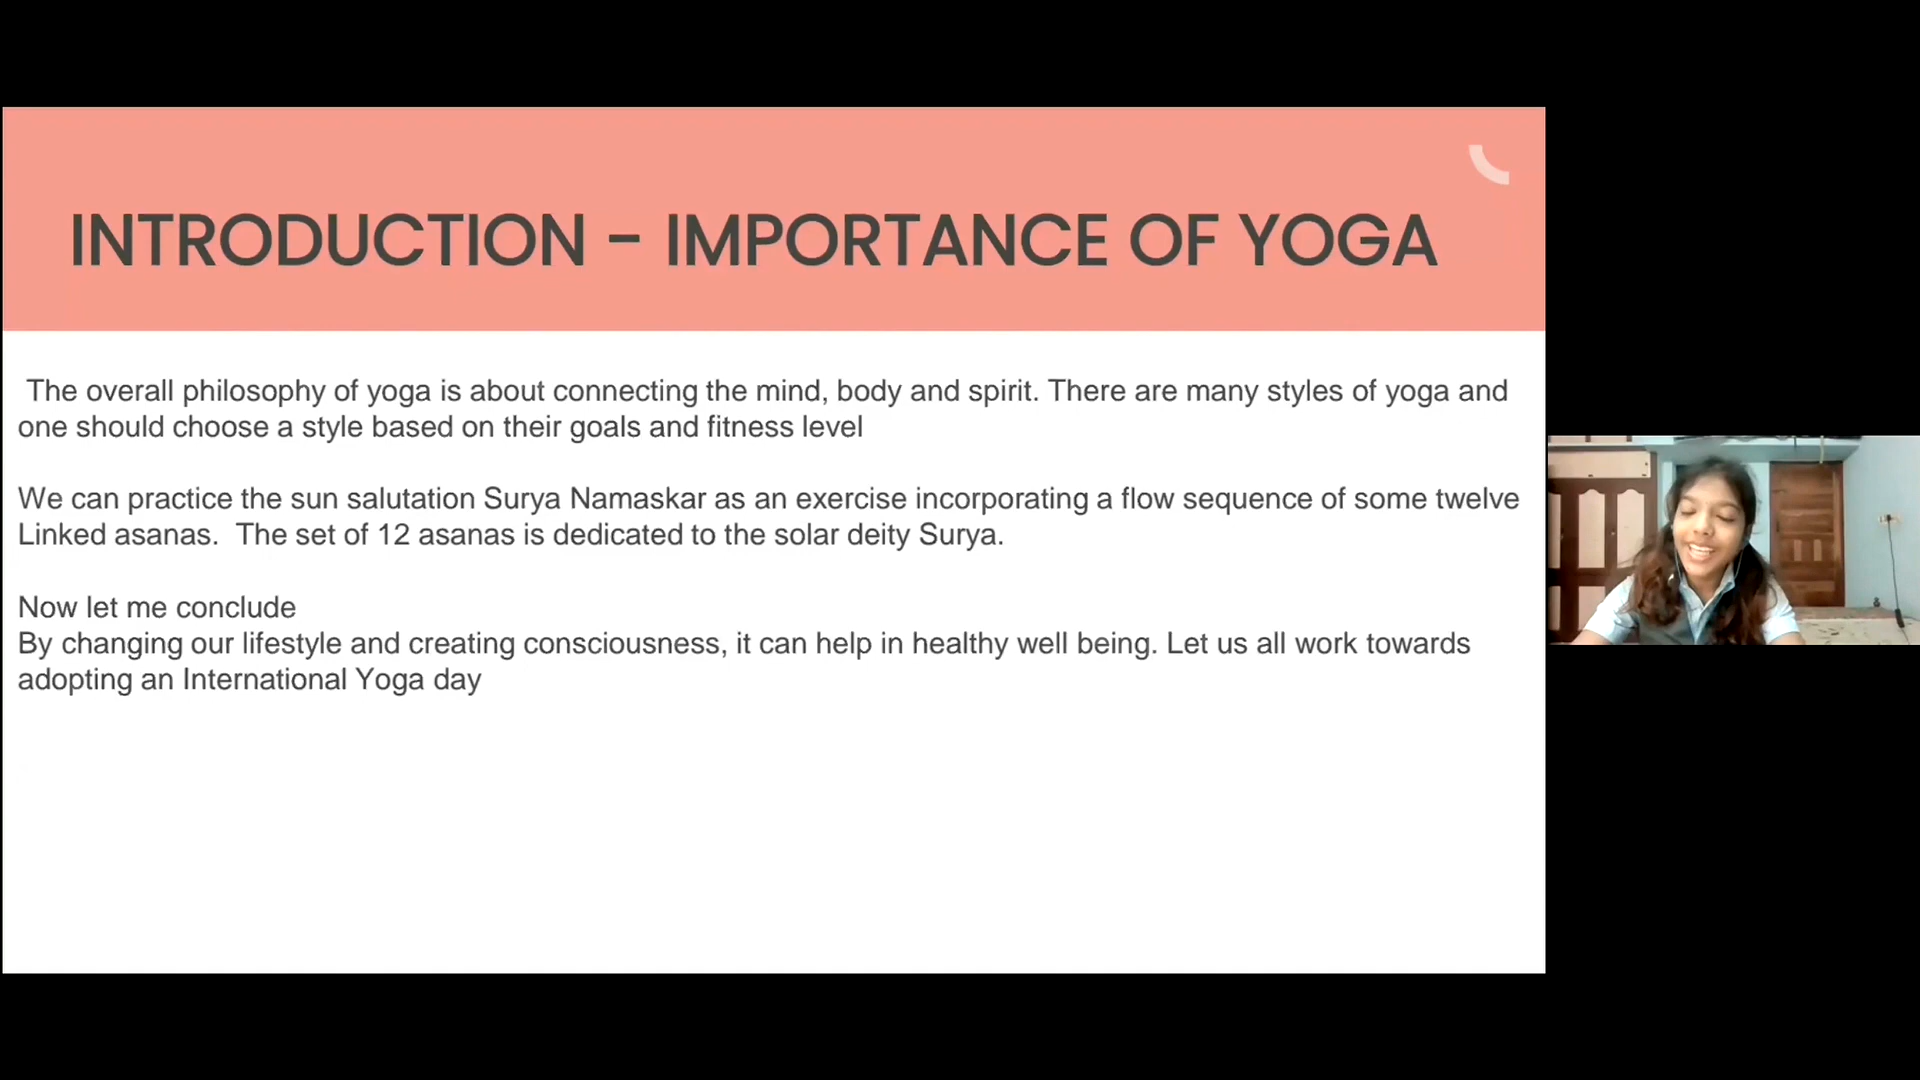 INTRODUCTION - IMPORTANCE OF YOGA
The overall philosophy of yoga is about connecting the mind, body and spirit. There are many styles of yoga and
one should choose a style based on their goals and fitness level
We can practice the sun salutation Surya Namaskar as an exercise incorporating a flow sequence of some twelve
Linked asanas.  The set of 12 asanas is dedicated to the solar deity Surya.
Now let me conclude
By changing our lifestyle and creating consciousness, it can help in healthy well being. Let us all work towards
adopting an International Yoga day